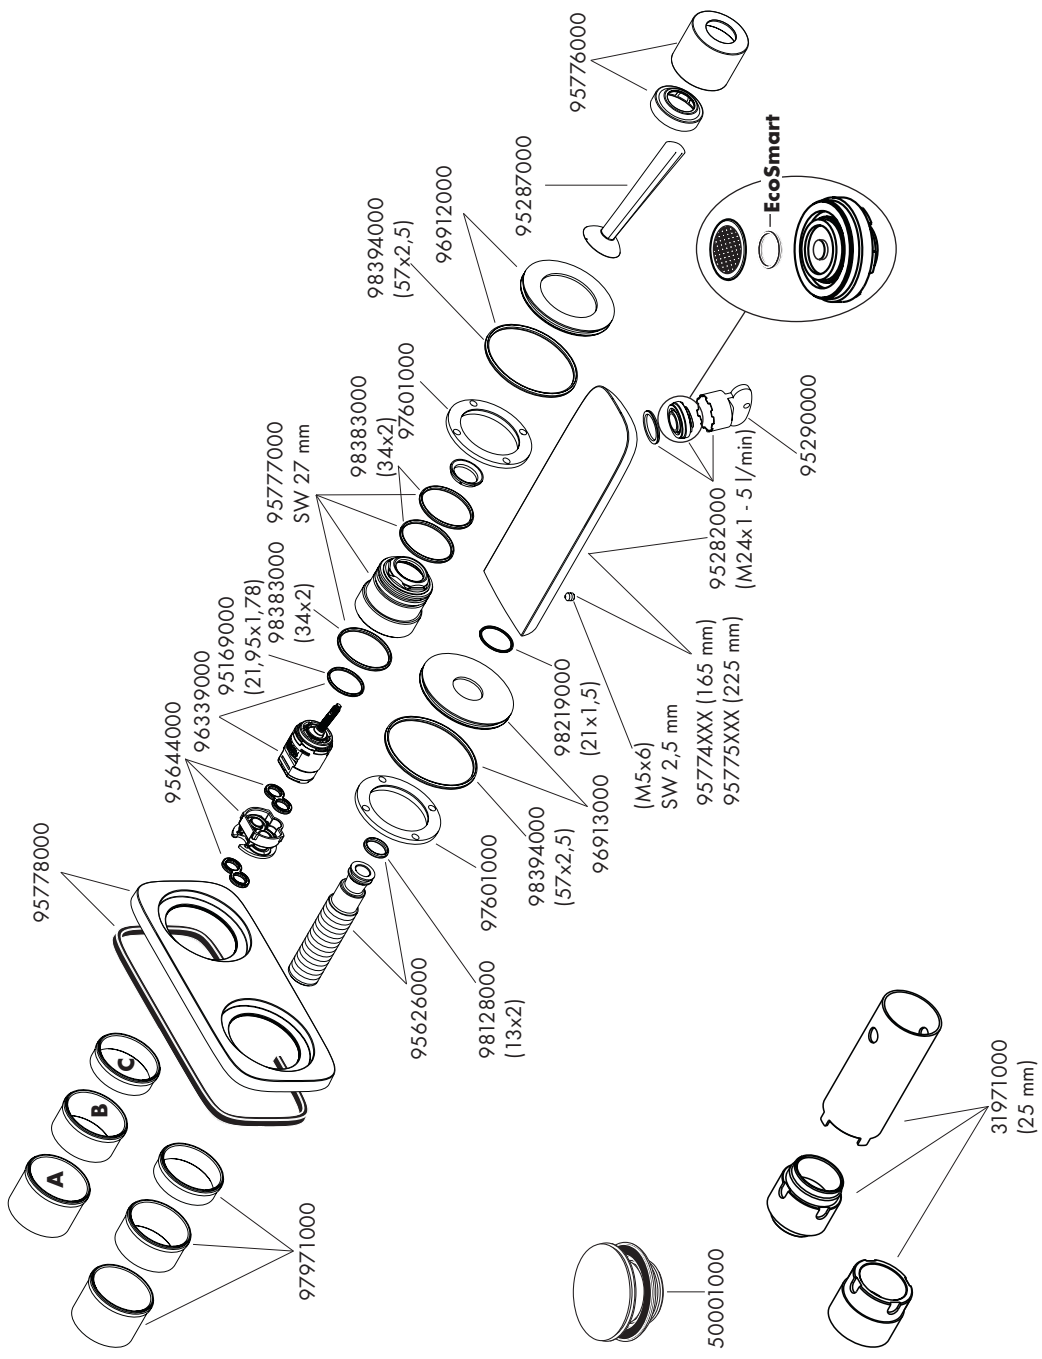 95778000
95644000
96339000
95169000
(21,95x1,78)
98383000
(34x2)
95777000
SW 27 mm
98383000
(34x2)
97601000
98394000
(57x2,5)
96912000
95287000
95776000
EcoSmart
A
B
C
97971000
95626000
98128000
(13x2)
97601000
98394000
(57x2,5)
96913000
98219000
(21x1,5)
(M5x6)
SW 2,5 mm
95774XXX (165 mm)
95775XXX (225 mm)
95282000
(M24x1 - 5 l/min)
95290000
50001000
31971000
(25 mm)